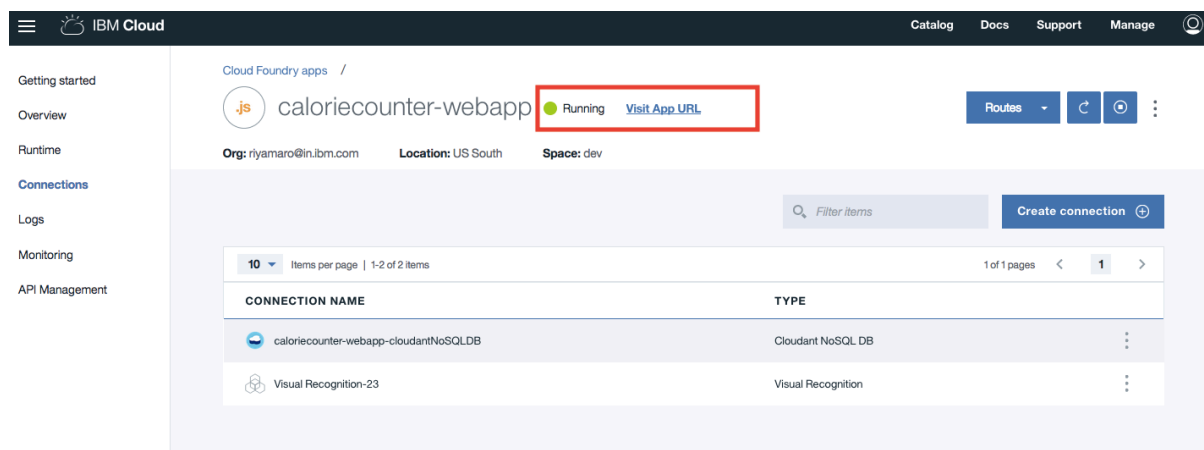 IBM Cloud
Catalog Docs Support Manage
Getting started
Overview
Runtime
Connections
Logs
Monitoring
API Management
Cloud Foundry apps /
.js caloriecounter-webapp Running Visit App URL
Routes
Org: riyamaro@in.ibm.com Location: US South Space: dev
Filter items
Create connection
10 Items per page | 1-2 of 2 items
1 of 1 pages < 1 >
CONNECTION NAME TYPE
caloriecounter-webapp-cloudantNoSQLDB Cloudant NoSQL DB
Visual Recognition-23 Visual Recognition